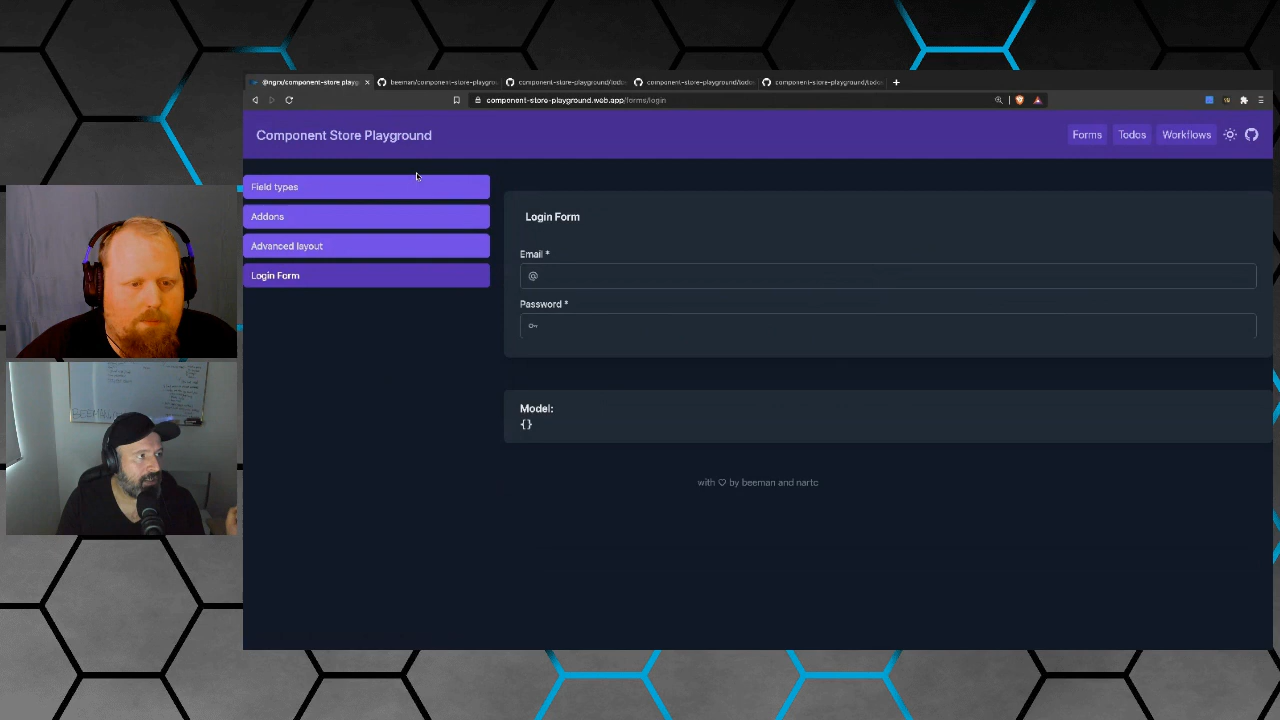 @ngrx/component-store playg
beeman/component-store-playgrou
component-store-playground/todo
component-store-playground/todo
component-store-playground/todo
component-store-playground.web.app/forms/login
Component Store Playground
Forms
Todos
Workflows
Field types
Addons
Advanced layout
Login Form
Login Form
Email *
@
Password *
Model:
{}
with ♡ by beeman and nartc